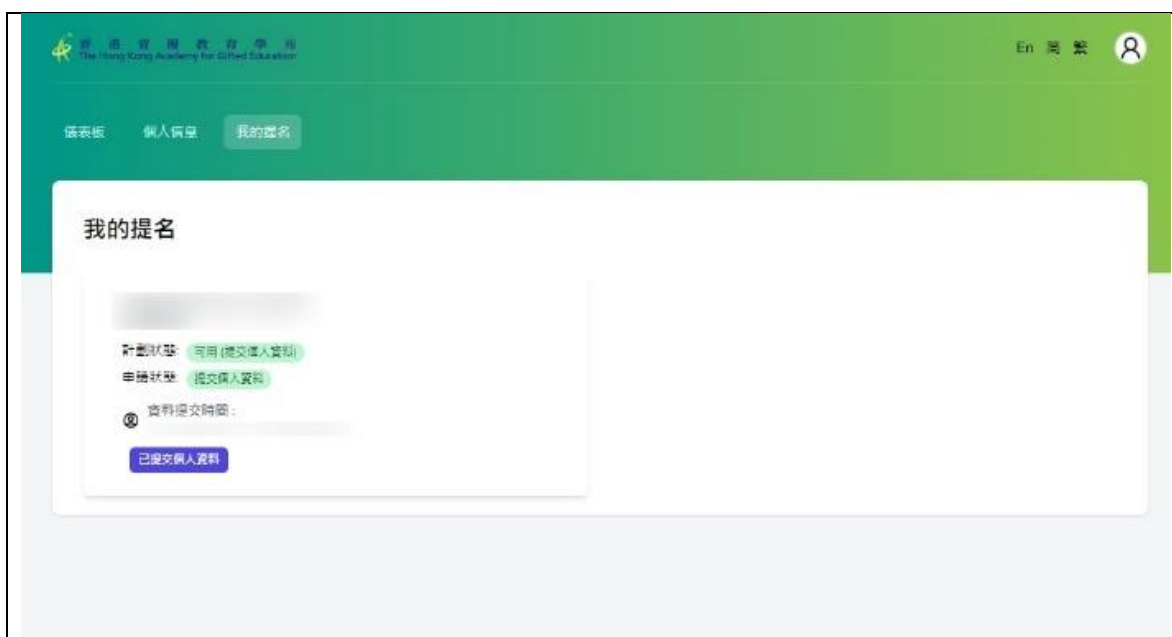 香港資優教育學苑
The Hong Kong Academy for Gifted Education
En 简 繁
儀表板 個人信息 我的提名
我的提名
計劃狀態: 可用 (提交個人資料)
申請狀態: 提交個人資料
資料提交時間 :
已提交個人資料